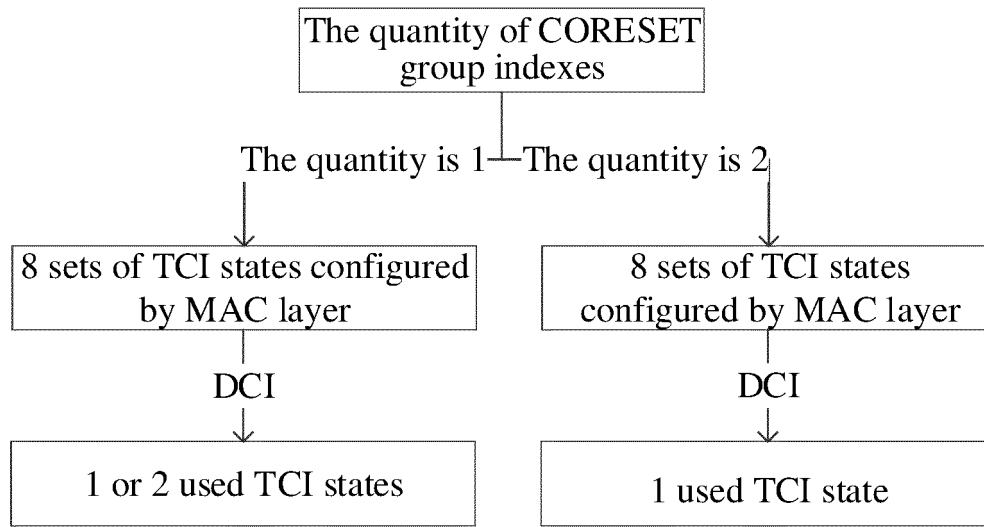 The quantity of CORESET
group indexes
The quantity is 1
The quantity is 2
8 sets of TCI states configured
by MAC layer
8 sets of TCI states
configured by MAC layer
DCI
DCI
1 or 2 used TCI states
1 used TCI state